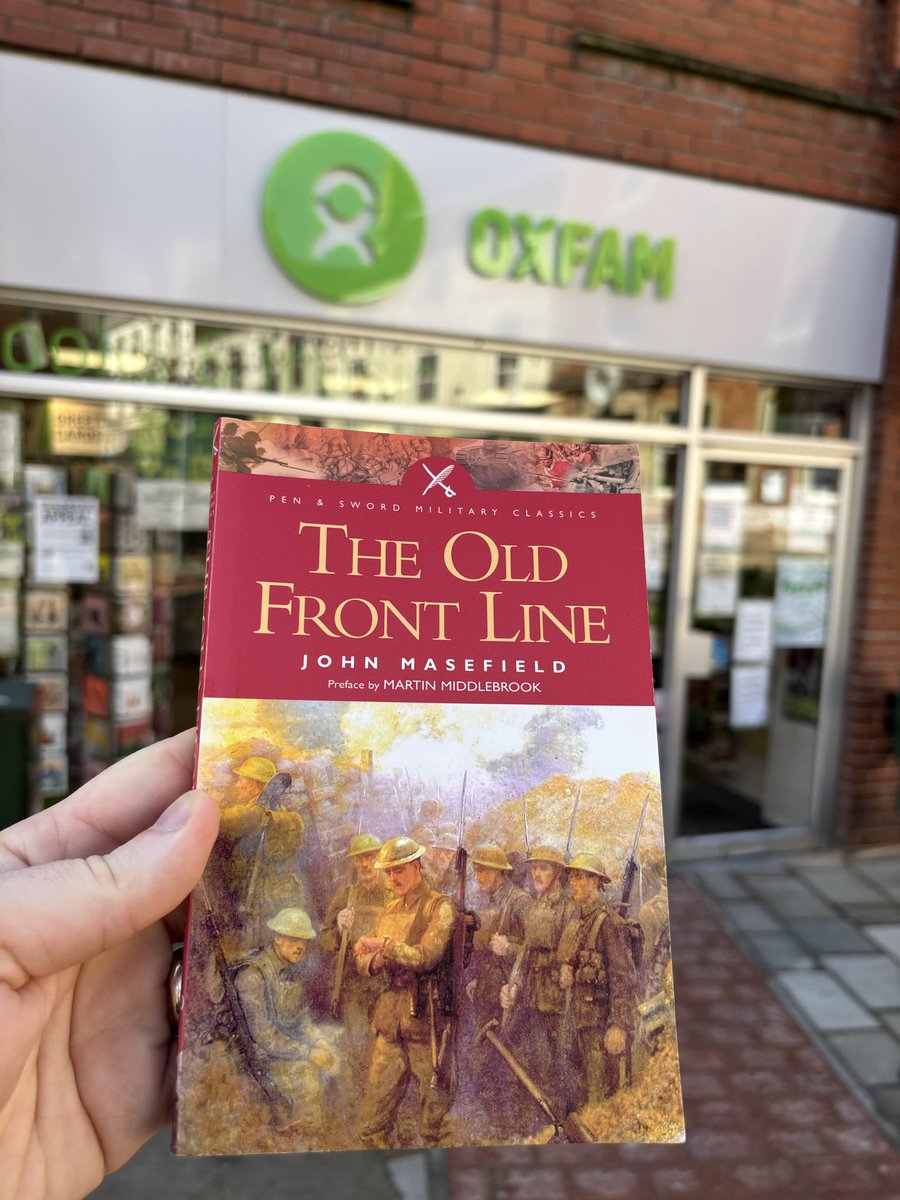 OXFAM
PEN & SWORD MILITARY CLASSICS
THE OLD
FRONT LINE
JOHN MASEFIELD
Preface by MARTIN MIDDLEBROOK